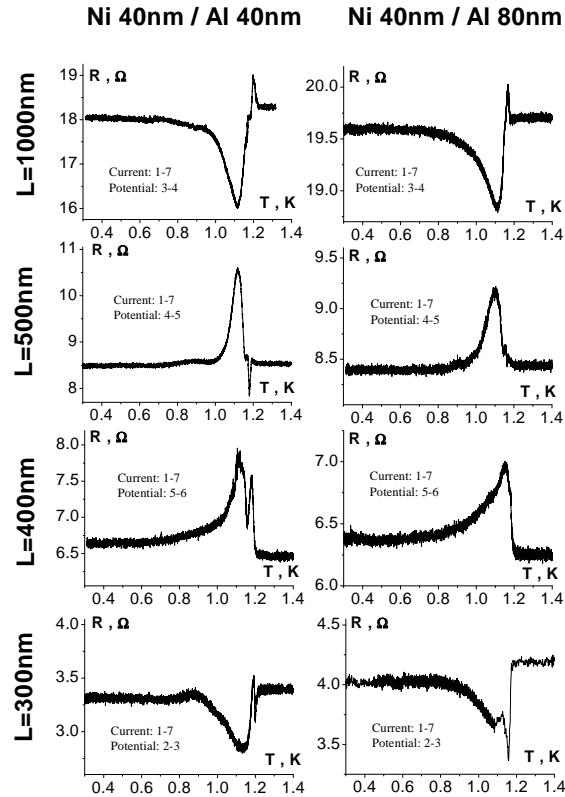 Ni 40nm / Al 40nm Ni 40nm / Al 80nm
L=1000nm
R , Ω
19
18
17
16
Current: 1-7
Potential: 3-4
T , K
0.4 0.6 0.8 1.0 1.2 1.4
R , Ω
20.0
19.6
19.0
Current: 1-7
Potential: 3-4
T , K
0.4 0.6 0.8 1.0 1.2 1.4
L=500nm
R , Ω
11
10
9
8
Current: 1-7
Potential: 4-5
T , K
0.4 0.6 0.8 1.0 1.2 1.4
R , Ω
9.5
9.0
8.4
Current: 1-7
Potential: 4-5
T , K
0.4 0.6 0.8 1.0 1.2 1.4
L=400nm
R , Ω
8.0
7.5
6.7
6.5
Current: 1-7
Potential: 5-6
T , K
0.4 0.6 0.8 1.0 1.2 1.4
R , Ω
7.0
6.5
6.0
Current: 1-7
Potential: 5-6
T , K
0.4 0.6 0.8 1.0 1.2 1.4
L=300nm
R , Ω
4.0
3.5
3.0
Current: 1-7
Potential: 2-3
T , K
0.4 0.6 0.8 1.0 1.2 1.4
R , Ω
4.5
4.0
3.5
Current: 1-7
Potential: 2-3
T , K
0.4 0.6 0.8 1.0 1.2 1.4